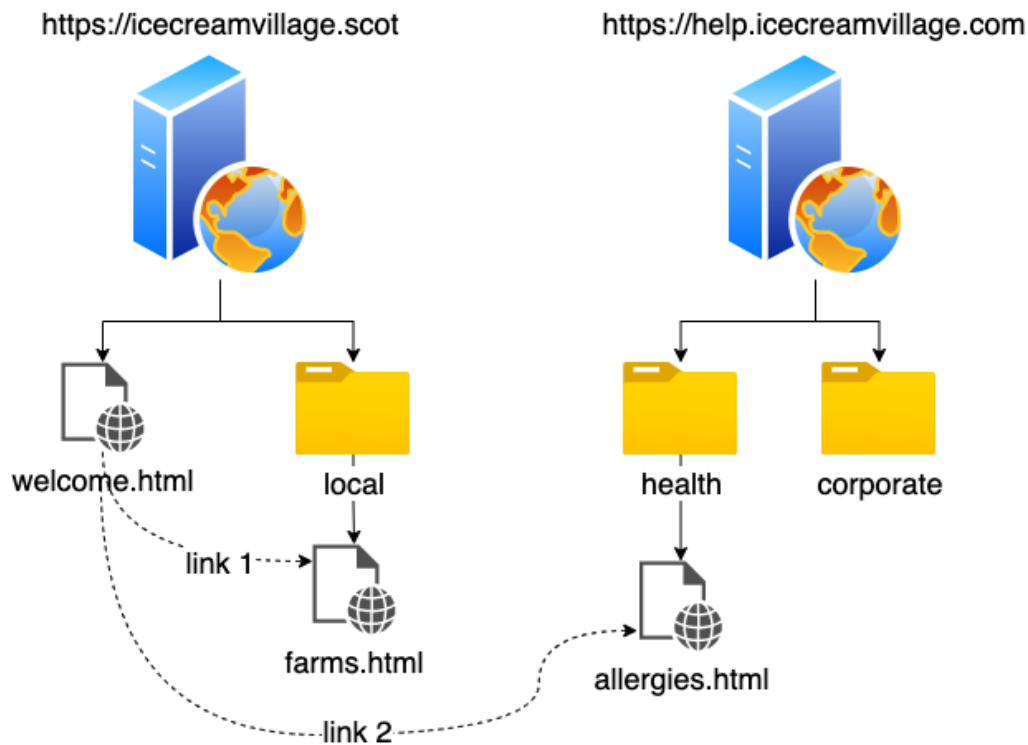 https://icecreamvillage.scot
https://help.icecreamvillage.com
welcome.html
local
health
corporate
link 1
farms.html
allergies.html
link 2